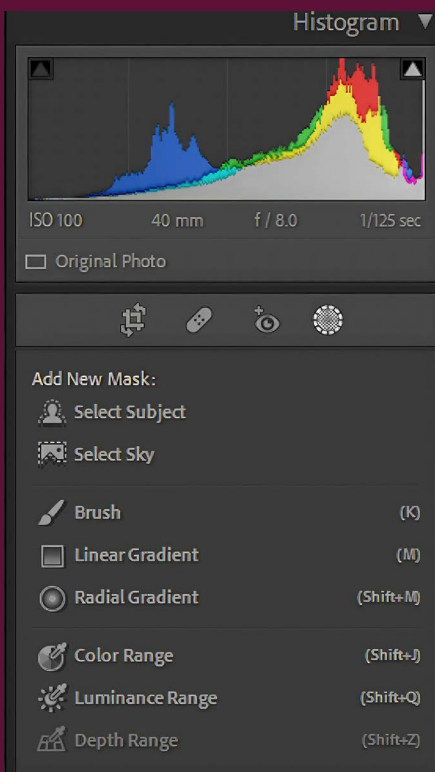 Histogram
ISO 100 40 mm f / 8.0 1/125 sec
Original Photo
Add New Mask:
Select Subject
Select Sky
Brush (K)
Linear Gradient (M)
Radial Gradient (Shift+M)
Color Range (Shift+J)
Luminance Range (Shift+Q)
Depth Range (Shift+Z)